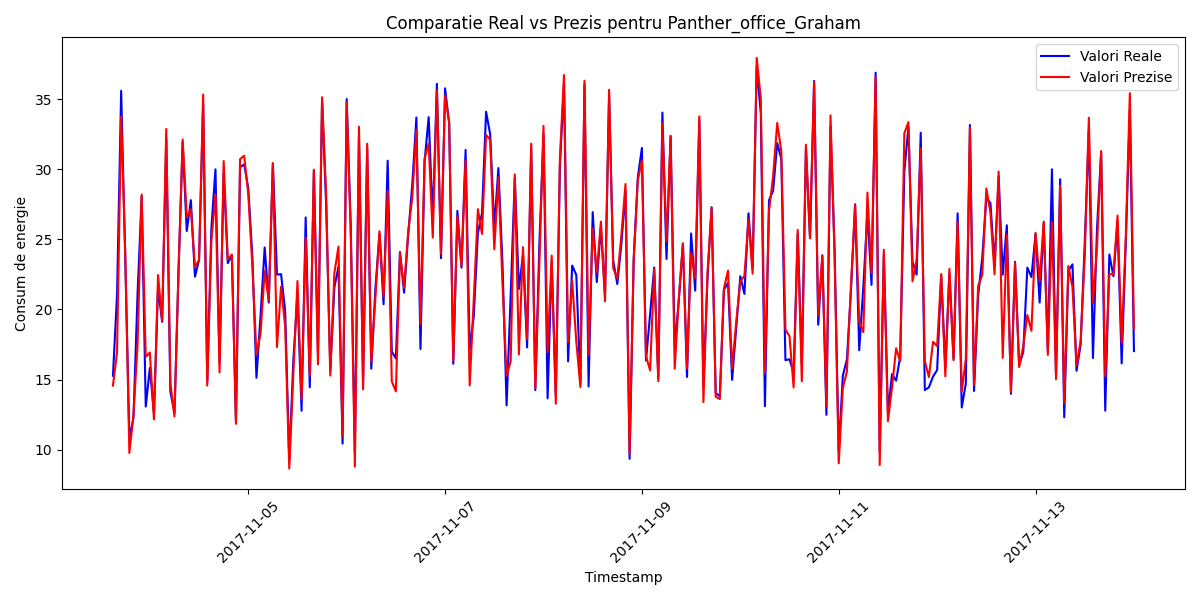 Comparatie Real vs Prezis pentru Panther_office_Graham
Valori Reale
Valori Prezise
Consum de energie
35
30
25
20
15
10
2017-11-05
2017-11-07
2017-11-09
2017-11-11
2017-11-13
Timestamp